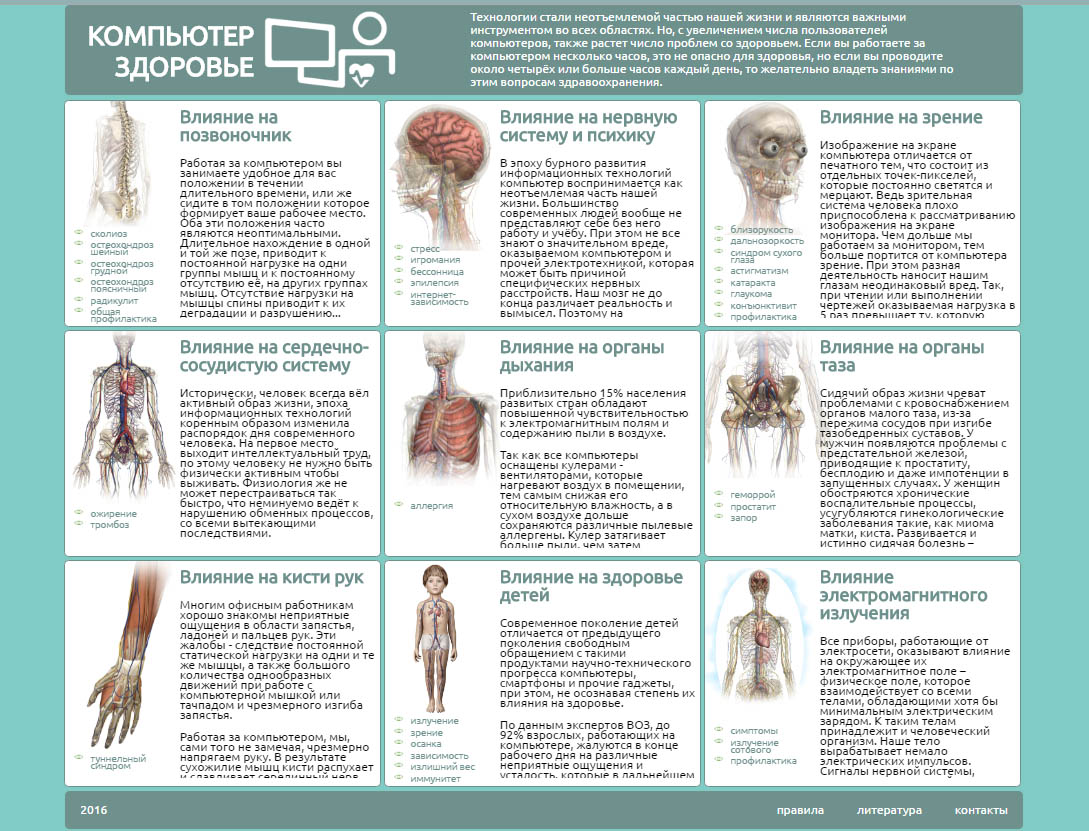 КОМПЬЮТЕР
ЗДОРОВЬЕ
Технологии стали неотъемлемой частью нашей жизни и являются важными
инструментом во всех областях. Но, с увеличением числа пользователей
компьютеров, также растет число проблем со здоровьем. Если вы работаете за
компьютером несколько часов, это не опасно для здоровья, но если вы проводите
около четырёх или больше часов каждый день, то желательно владеть знаниями по
этим вопросам здравоохранения.
Влияние на
позвоночник
Работая за компьютером вы
занимаете удобное для вас
положении в течении
длительного времени, или же
сидите в том положении которое
формирует ваше рабочее место.
Оба эти положения часто
являются неоптимальными.
Длительное нахождение в одной
и той же позе, приводит к
постоянной нагрузке на одни
группы мышц и к постоянному
отсутствию её, на других группах
мышц. Отсутствие нагрузки на
мышцы спины приводит к их
деградации и разрушению...
сколиоз
остеохондроз
шейный
остеохондроз
грудной
остеохондроз
поясничный
радикулит
общая
профилактика
Влияние на нервную
систему и психику
В эпоху бурного развития
информационных технологий
компьютер воспринимается как
неотъемлемая часть нашей
жизни. Большинство
современных людей вообще не
представляют себе без него
работу и учёбу. При этом не все
знают о значительном вреде,
оказываемом компьютером и
прочей электротехникой, которая
может быть причиной
специфических нервных
расстройств. Наш мозг не до
конца различает реальность и
вымысел. Поэтому на
стресс
игромания
бессонница
эпилепсия
интернет-
зависимость
Влияние на зрение
Изображение на экране
компьютера отличается от
печатного тем, что состоит из
отдельных точек-пикселей,
которые постоянно светятся и
мерцают. Ведь зрительная
система человека плохо
приспособлена к рассматриванию
изображения на экране
монитора. Чем дольше мы
работаем за монитором, тем
больше портится от компьютера
зрение. При этом разная
деятельность наносит нашим
глазам неодинаковый вред. Так,
при чтении или выполнении
чертежей оказываемая нагрузка в
5 раз превышает ту, которую
близорукость
дальнозоркость
синдром сухого
глаза
астигматизм
катаракта
глаукома
конъюнктивит
профилактика
Влияние на сердечно-
сосудистую систему
Исторически, человек всегда вёл
активный образ жизни, эпоха
информационных технологий
коренным образом изменила
распорядок дня современного
человека. На первое место
выходит интеллектуальный труд,
по этому человеку не нужно быть
физически активным чтобы
выживать. Физиология же не
может перестраиваться так
быстро, что неминуемо ведёт к
нарушению обменных процессов,
со всеми вытекающими
последствиями.
ожирение
тромбоз
Влияние на органы
дыхания
Приблизительно 15% населения
развитых стран обладают
повышенной чувствительностью
к электромагнитным полям и
содержанию пыли в воздухе.
Так как все компьютеры
оснащены кулерами -
вентиляторами, которые
нагревают воздух в помещении,
тем самым снижая его
относительную влажность, а в
сухом воздухе дольше
сохраняются различные пылевые
аллергены. Кулер затягивает
больше пыли, чем затем
аллергия
Влияние на органы
таза
Сидячий образ жизни чреват
проблемами с кровоснабжением
органов малого таза, из-за
пережима сосудов при изгибе
тазобедренных суставов. У
мужчин появляются проблемы с
предстательной железой,
приводящие к простатиту,
бесплодию и даже импотенции в
запущенных случаях. У женщин
обостряются хронические
воспалительные процессы,
усугубляются гинекологические
заболевания такие, как миома
матки, киста. Развивается и
истинно сидячая болезнь –
геморрой
простатит
запор
Влияние на кисти рук
Многим офисным работникам
хорошо знакомы неприятные
ощущения в области запястья,
ладоней и пальцев рук. Эти
жалобы - следствие постоянной
статической нагрузки на одни и те
же мышцы, а также большого
количества однообразных
движений при работе с
компьютерной мышкой или
тачпадом и чрезмерного изгиба
запястья.
Работая за компьютером, мы,
сами того не замечая, чрезмерно
напрягаем руку. В результате
сухожилие мышц кисти распухает
и сдавливает серединный нерв
туннельный
синдром
Влияние на здоровье
детей
Современное поколение детей
отличается от предыдущего
поколения свободным
обращением с такими
продуктами научно-технического
прогресса компьютеры,
смартфоны и прочие гаджеты,
при этом, не осознавая степень их
влияния на здоровье.
По данным экспертов ВОЗ, до
92% взрослых, работающих на
компьютере, жалуются в конце
рабочего дня на различные
неприятные ощущения и
усталость, которые в дальнейшем
излучение
зрение
осанка
зависимость
излишний вес
иммунитет
Влияние
электромагнитного
излучения
Все приборы, работающие от
электросети, оказывают влияние
на окружающее их
электромагнитное поле –
физическое поле, которое
взаимодействует со всеми
телами, обладающими хотя бы
минимальным электрическим
зарядом. К таким телам
принадлежит и человеческий
организм. Наше тело
вырабатывает немало
электрических импульсов.
Сигналы нервной системы,
симптомы
излучение
сотового
профилактика
2016
правила
литература
контакты